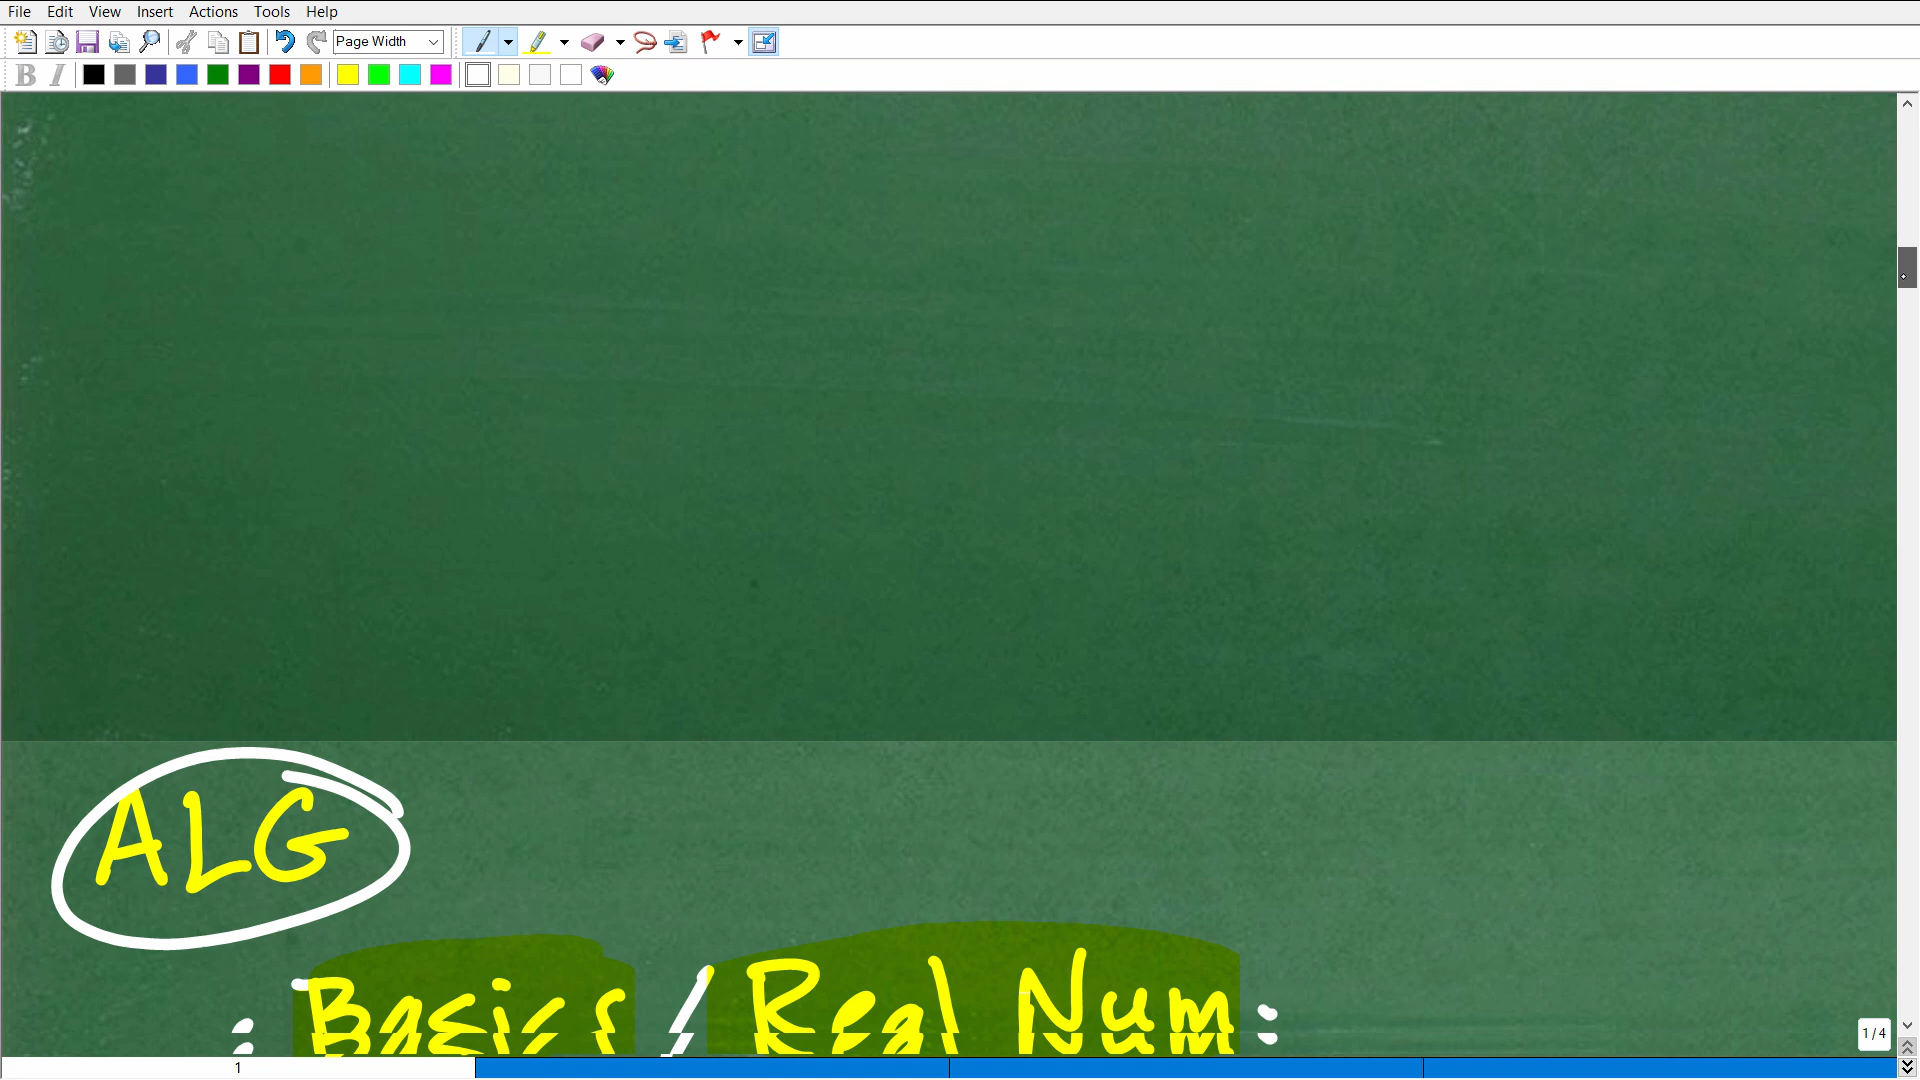 File Edit View Insert Actions Tools Help
Page Width
B I
ALG
: Basics / Real Num:
1 / 4
1